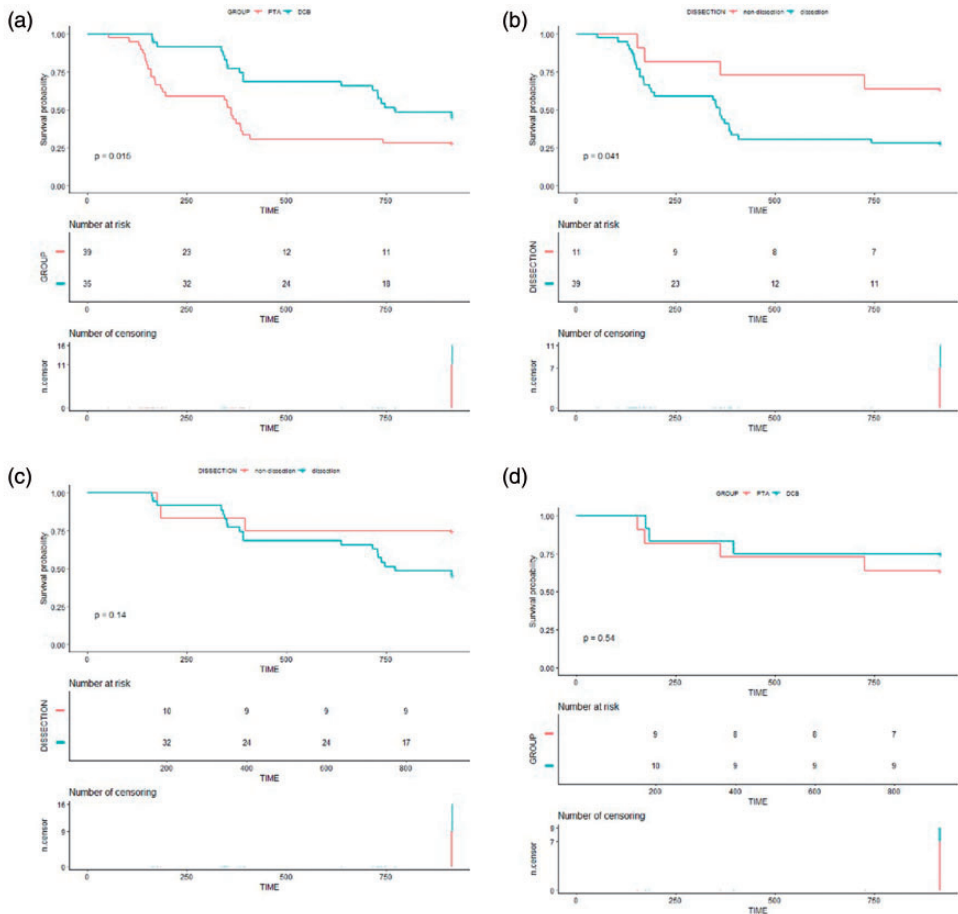 (a)
GROUP PTA DCB
1.00
0.75
0.50
0.25
0.00
Survival probability
p = 0.015
0 250 500 750
TIME
Number at risk
GROUP
39 23 12 11
35 32 24 18
0 250 500 750
TIME
Number of censoring
n.censor
16
11
0
0 250 500 750
TIME
(b)
DISSECTION non-dissection dissection
1.00
0.75
0.50
0.25
0.00
Survival probability
p = 0.041
0 250 500 750
TIME
Number at risk
DISSECTION
11 9 8 7
39 23 12 11
0 250 500 750
TIME
Number of censoring
n.censor
11
7
0
0 250 500 750
TIME
(c)
DISSECTION non-dissection dissection
1.00
0.75
0.50
0.25
0.00
Survival probability
p = 0.14
0 250 500 750
TIME
Number at risk
DISSECTION
10 9 9 9
32 24 24 17
200 400 600 800
TIME
Number of censoring
n.censor
16
9
0
0 250 500 750
TIME
(d)
GROUP PTA DCB
1.00
0.75
0.50
0.25
0.00
Survival probability
p = 0.54
0 250 500 750
TIME
Number at risk
GROUP
9 8 8 7
10 9 9 9
200 400 600 800
TIME
Number of censoring
n.censor
9
7
0
0 250 500 750
TIME